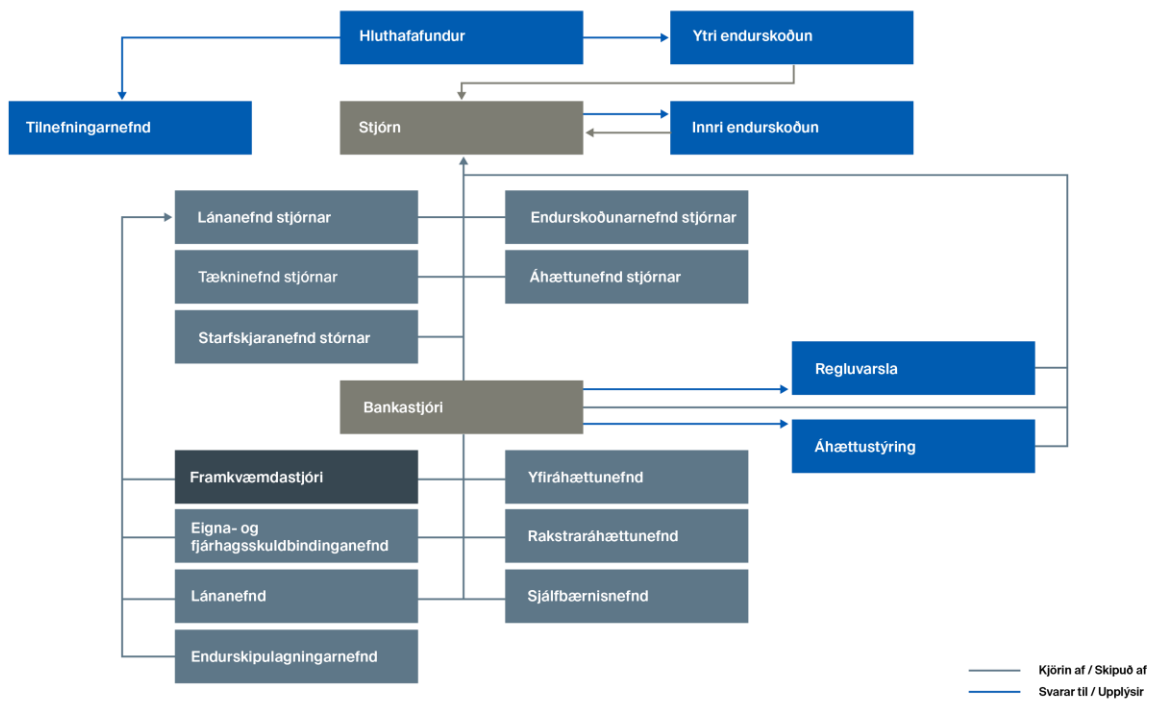 Hluthafafundur
Ytri endurskoðun
Tilnefningarnefnd
Stjórn
Innri endurskoðun
Lánanefnd stjórnar
Endurskoðunarnefnd stjórnar
Tækninefnd stjórnar
Áhættunefnd stjórnar
Starfskjaranefnd stórnar
Regluvarsla
Bankastjóri
Áhættustýring
Framkvæmdastjóri
Yfiráhættunefnd
Eigna- og
fjárhagsskuldbindinganefnd
Rakstraráhættunefnd
Lánanefnd
Sjálfbærnisnefnd
Endurskipulagningarnefnd
Kjörin af / Skipuð af
Svarar til / Upplýsir